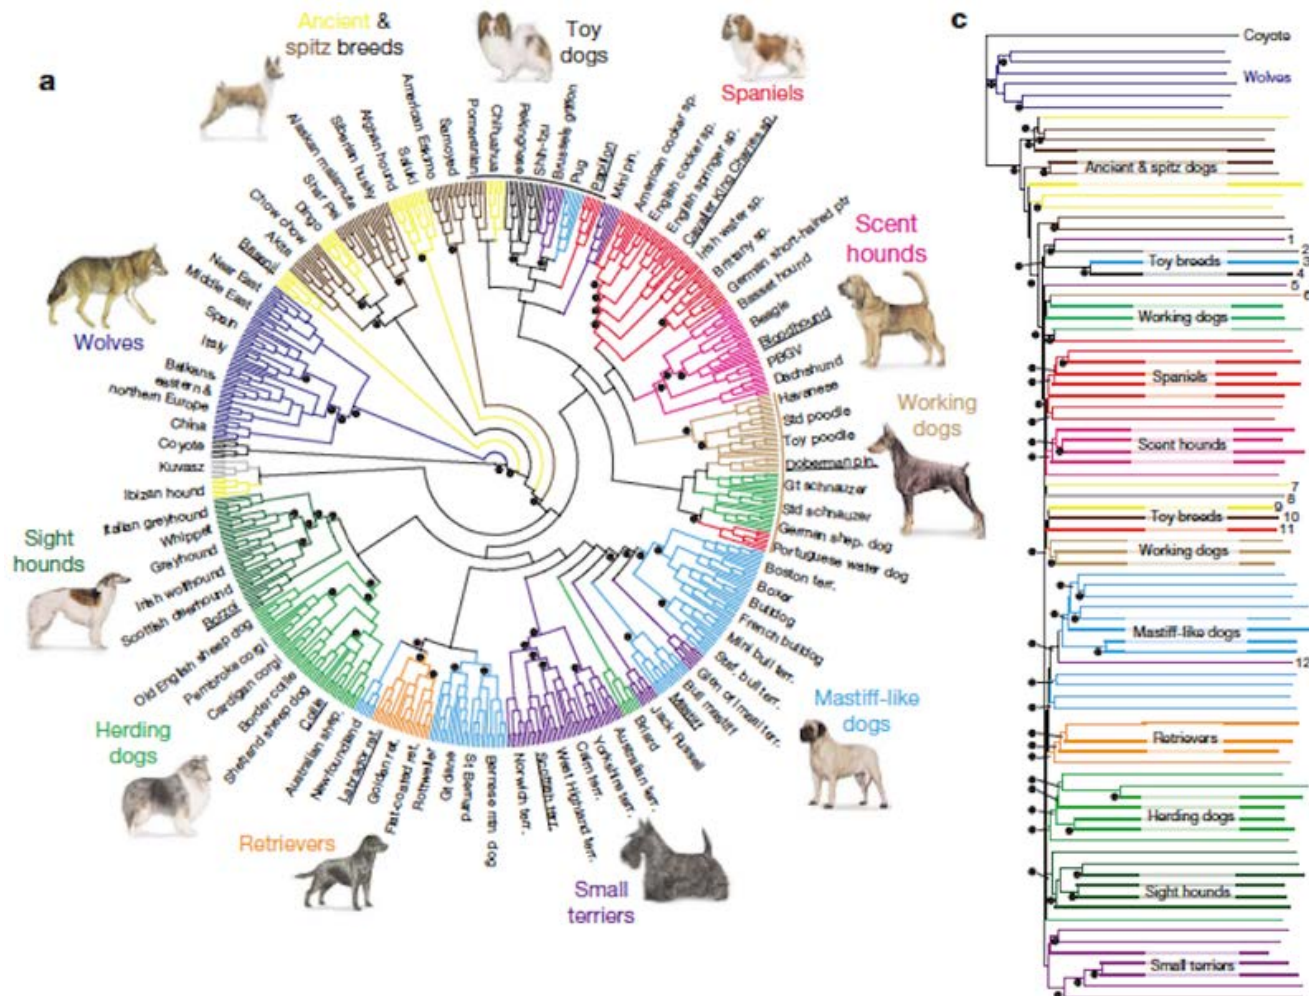 a
Ancient &
spitz breeds
Toy
dogs
Spaniels
Scent
hounds
Working
dogs
Mastiff-like
dogs
Small
terriers
Retrievers
Herding
dogs
Sight
hounds
Wolves
Coyote
China
northern Europe
eastern &
Balkans,
Italy
Spain
Middle East
Near East
Basenji
Akita
Chow chow
Dingo
Shar Pei
Alaskan malamute
Siberian husky
Afghan hound
Saluki
American Eskimo
Samoyed
Pomeranian
Chihuahua
Pekingnese
Shih-tzu
Brussels griffon
Pug
Papillon
Mini pin.
American cocker sp.
English cocker sp.
English springer sp.
Cavalier King Charles sp.
Irish water sp.
Brittany sp.
German short-haired ptr
Basset hound
Beagle
Bloodhound
PBGV
Dachshund
Havanese
Std poodle
Toy poodle
Doberman pin.
Gt schnauzer
Std schnauzer
German shep. dog
Portuguese water dog
Boston terr.
Boxer
Bulldog
French bulldog
Mini bull terr.
Staf. bull terr.
Glen of Imaal terr.
Bull mastiff
Mastiff
Jack Russell
Briard
Australian terr.
Yorkshire terr.
Cairn terr.
West Highland terr.
Scottish terr.
Norwich terr.
Bernese mtn. dog
St Bernard
Gt dane
Rottweiler
Flat-coated ret.
Golden ret.
Labrador ret.
Newfoundland
Australian shep.
Collie
Shetland sheep dog
Border collie
Cardigan corgi
Pembroke corgi
Old English sheep dog
Borzoi
Scottish deerhound
Irish wolfhound
Greyhound
Whippet
Italian greyhound
Ibizan hound
Kuvasz
c
Coyote
Wolves
Ancient & spitz dogs
1
2
Toy breeds
3
4
5
6
Working dogs
Spaniels
Scent hounds
7
8
9
Toy breeds
10
11
Working dogs
Mastiff-like dogs
12
Retrievers
Herding dogs
Sight hounds
Small terriers